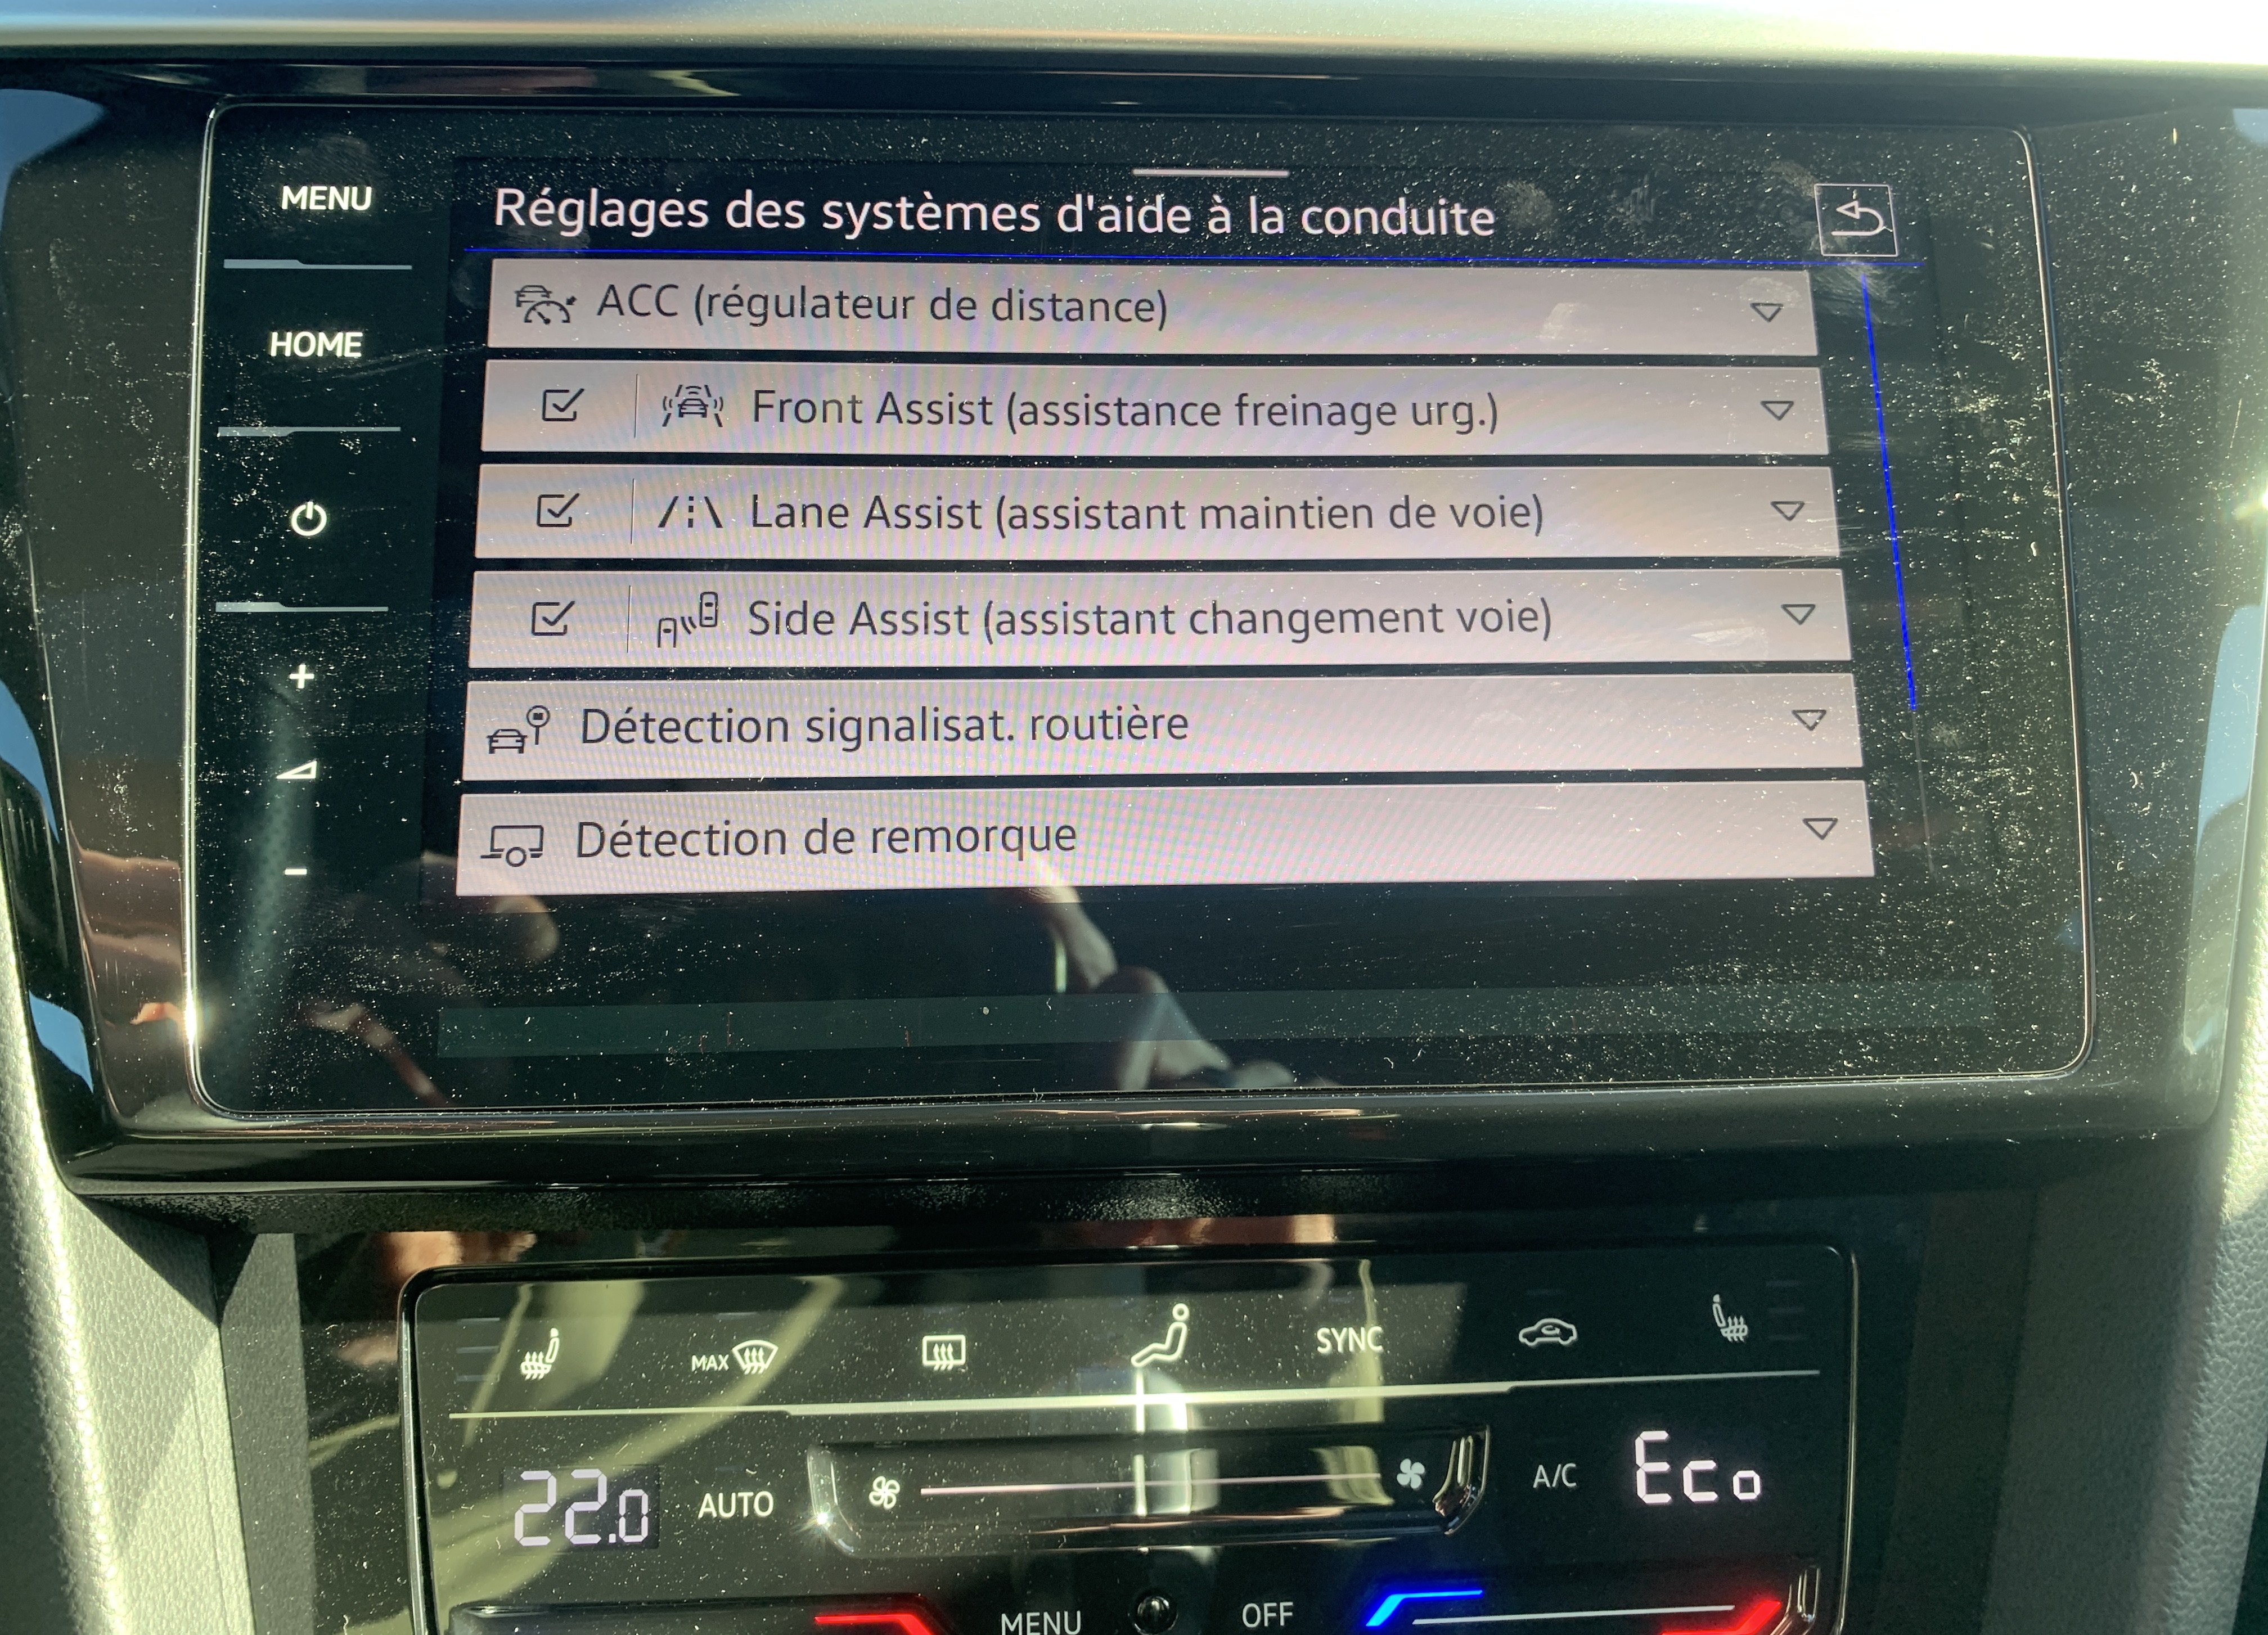 MENU
Réglages des systèmes d'aide à la conduite
ACC (régulateur de distance)
HOME
Front Assist (assistance freinage urg.)
Lane Assist (assistant maintien de voie)
Side Assist (assistant changement voie)
Détection signalisat. routière
Détection de remorque
+
-
MAX
SYNC
22.0
AUTO
A/C
Eco
MENU
OFF